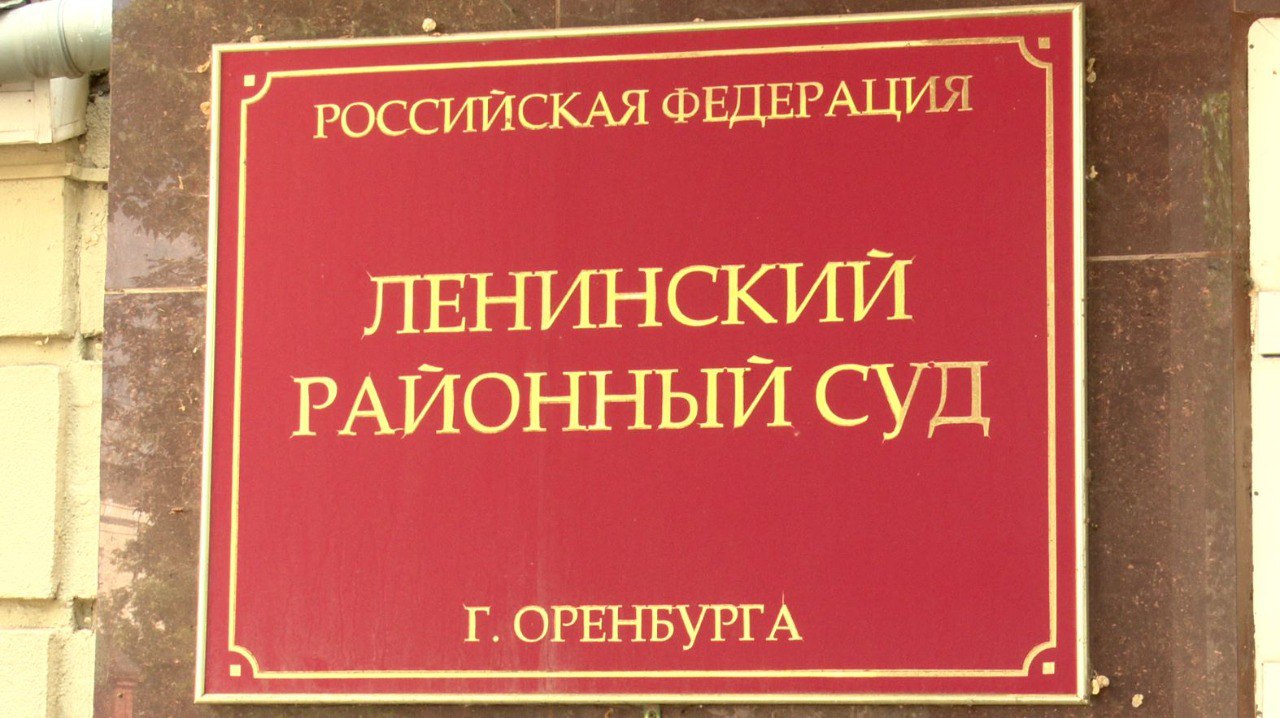 РОССИЙСКАЯ ФЕДЕРАЦИЯ
ЛЕНИНСКИЙ
РАЙОННЫЙ СУД
Г. ОРЕНБУРГА